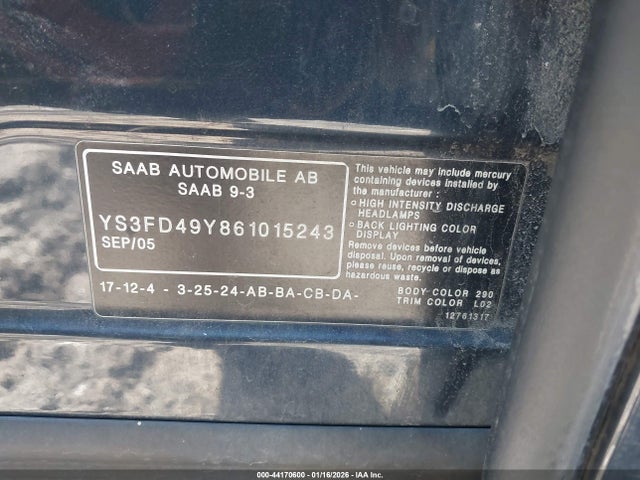 SAAB AUTOMOBILE AB
SAAB 9-3
YS3FD49Y861015243
SEP/05
17-12-4 - 3-25-24-AB-BA-CB-DA-
This vehicle may include mercury
containing devices installed by
the manufacturer :
○ HIGH INTENSITY DISCHARGE
HEADLAMPS
○ BACK LIGHTING COLOR
DISPLAY
Remove devices before vehicle
disposal. Upon removal of devices
please reuse, recycle or dispose as
hazardous waste.
BODY COLOR 290
TRIM COLOR L02
12761317
000-44170600 - 01/16/2026 - IAA Inc.